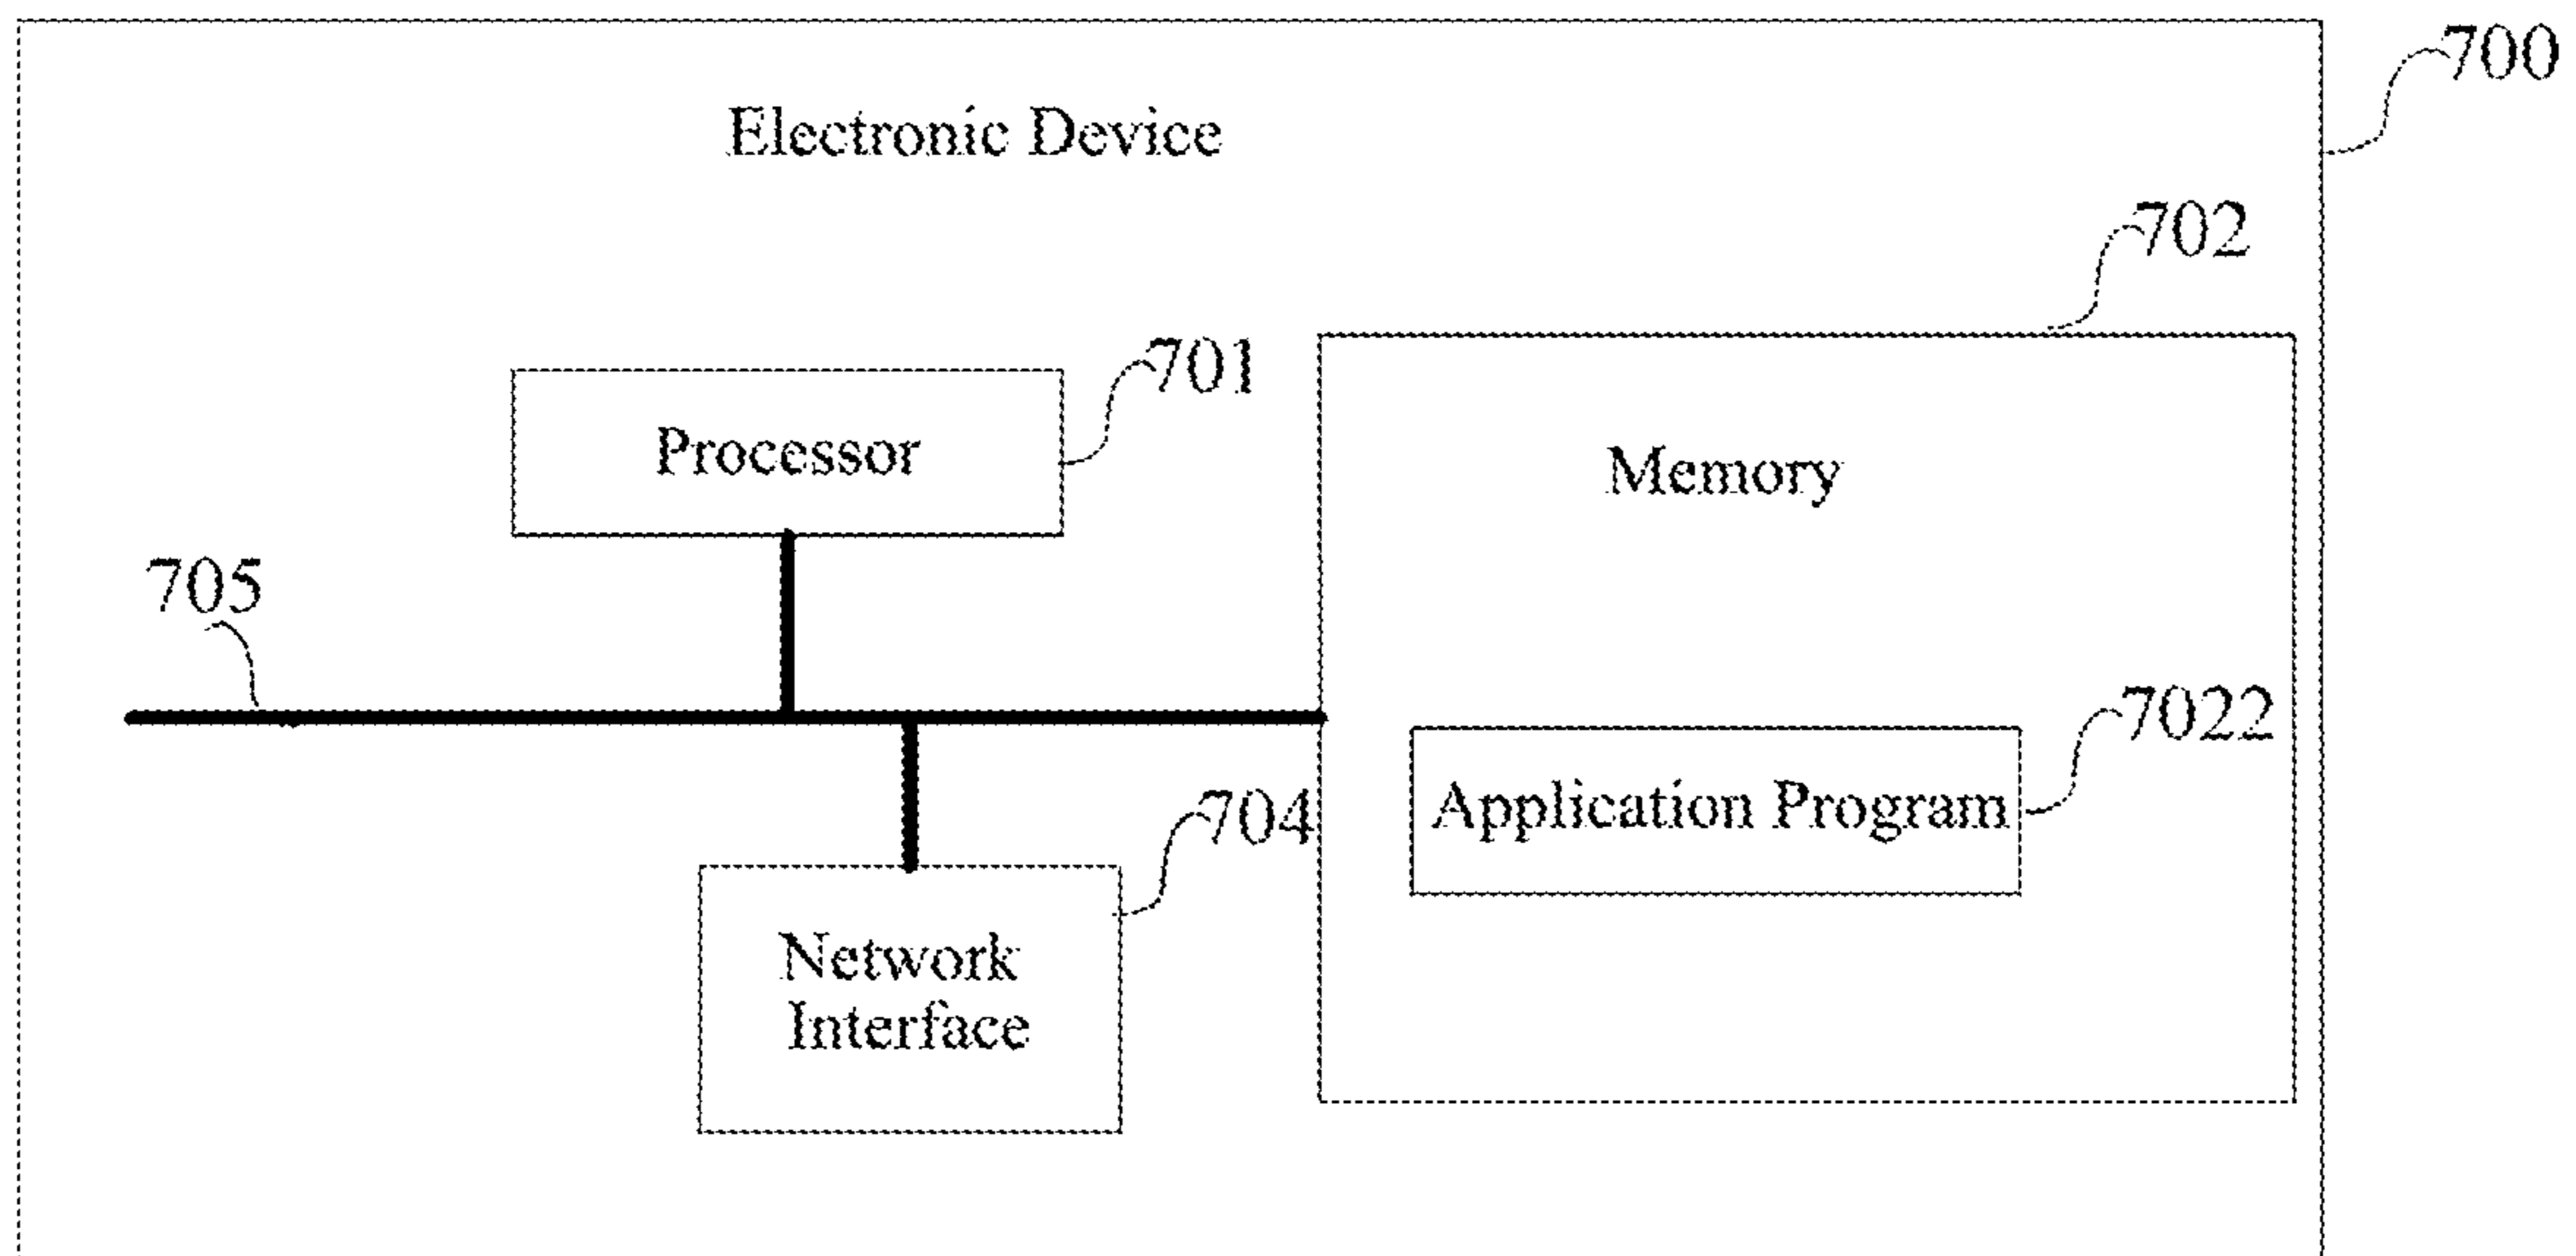 700
Electronic Device
702
701
Processor
Memory
705
7022
Application Program
704
Network
Interface